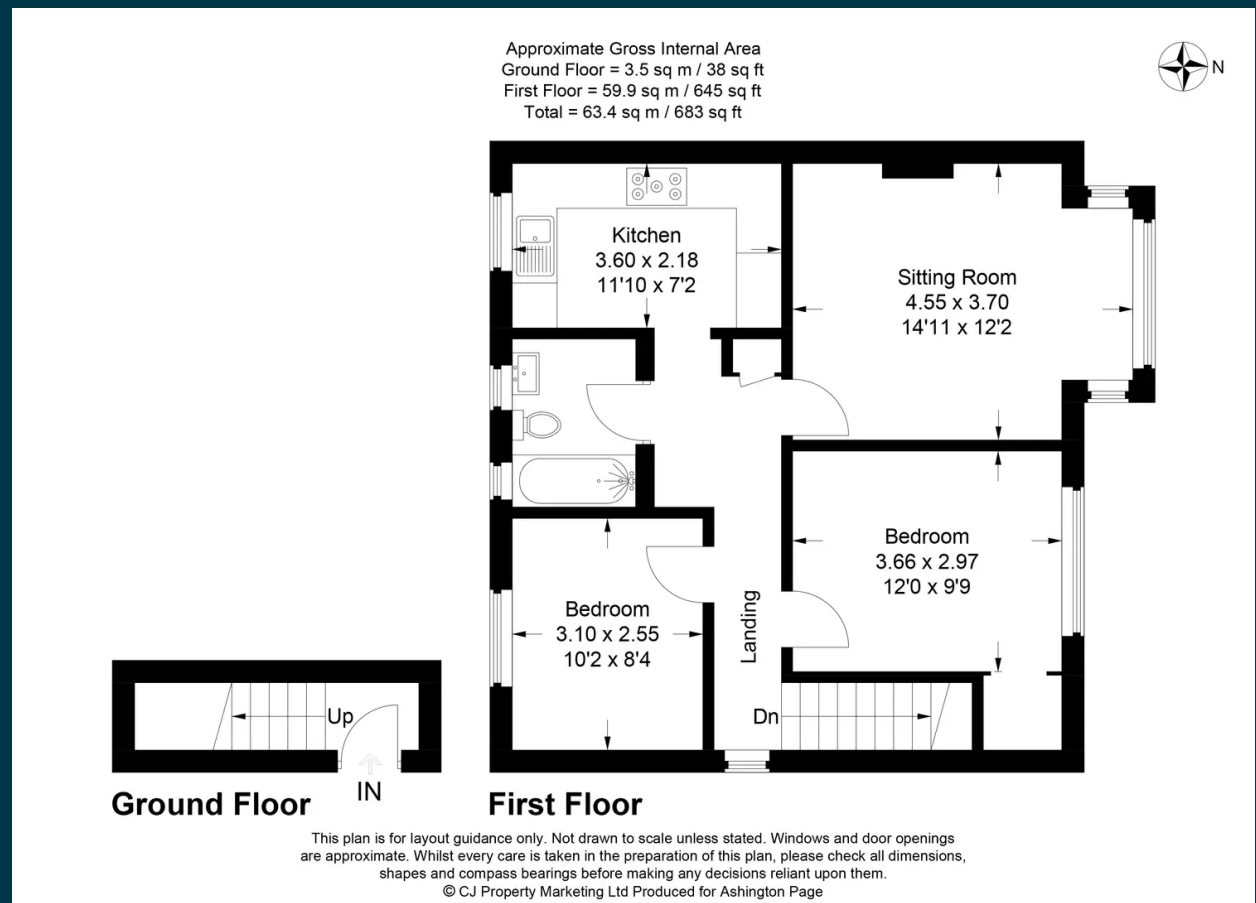 Approximate Gross Internal Area
Ground Floor = 3.5 sq m / 38 sq ft
First Floor = 59.9 sq m / 645 sq ft
Total = 63.4 sq m / 683 sq ft
N
Kitchen
3.60 x 2.18
11'10 x 7'2
Sitting Room
4.55 x 3.70
14'11 x 12'2
Bedroom
3.66 x 2.97
12'0 x 9'9
Bedroom
3.10 x 2.55
10'2 x 8'4
Landing
Dn
Up
IN
Ground Floor
First Floor
This plan is for layout guidance only. Not drawn to scale unless stated. Windows and door openings
are approximate. Whilst every care is taken in the preparation of this plan, please check all dimensions,
shapes and compass bearings before making any decisions reliant upon them.
© CJ Property Marketing Ltd Produced for Ashington Page